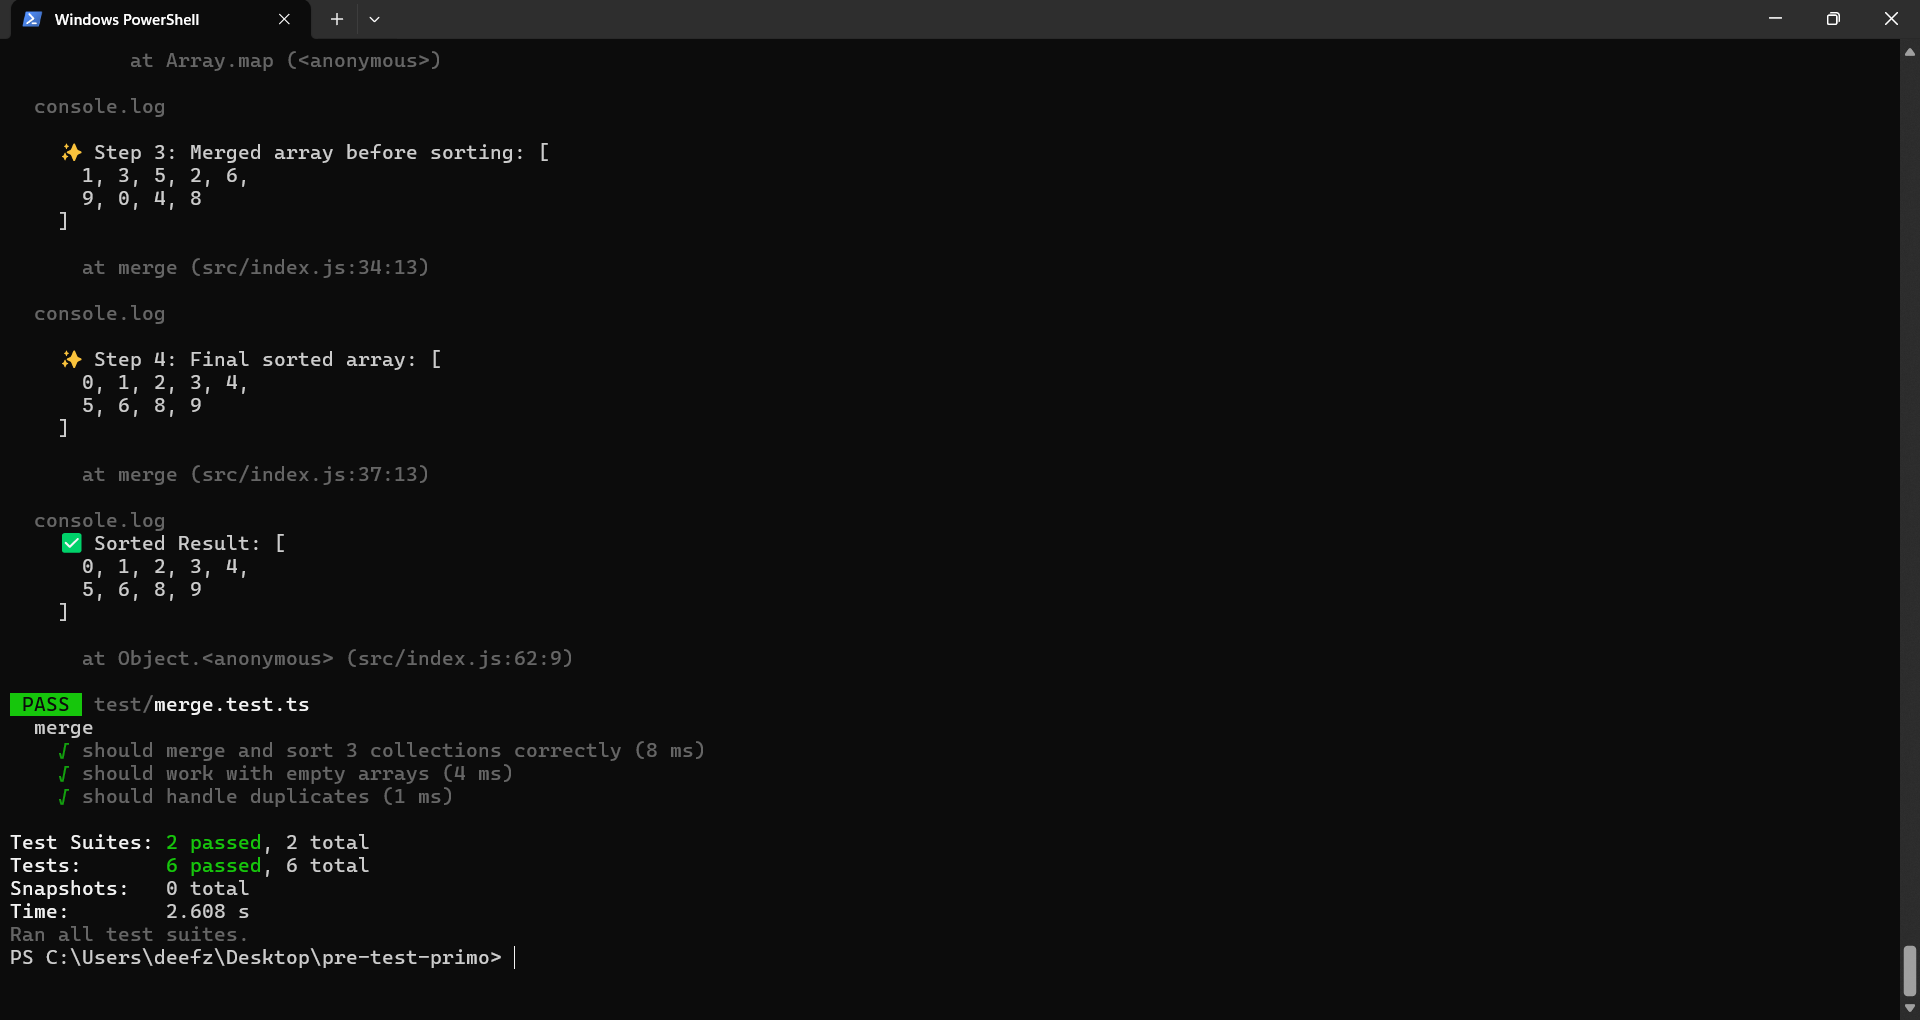 Windows PowerShell
at Array.map (<anonymous>)
console.log
✨ Step 3: Merged array before sorting: [
1, 3, 5, 2, 6,
9, 0, 4, 8
]
at merge (src/index.js:34:13)
console.log
✨ Step 4: Final sorted array: [
0, 1, 2, 3, 4,
5, 6, 8, 9
]
at merge (src/index.js:37:13)
console.log
✅ Sorted Result: [
0, 1, 2, 3, 4,
5, 6, 8, 9
]
at Object.<anonymous> (src/index.js:62:9)
PASS test/merge.test.ts
merge
√ should merge and sort 3 collections correctly (8 ms)
√ should work with empty arrays (4 ms)
√ should handle duplicates (1 ms)
Test Suites: 2 passed, 2 total
Tests: 6 passed, 6 total
Snapshots: 0 total
Time: 2.608 s
Ran all test suites.
PS C:\Users\deefz\Desktop\pre-test-primo>